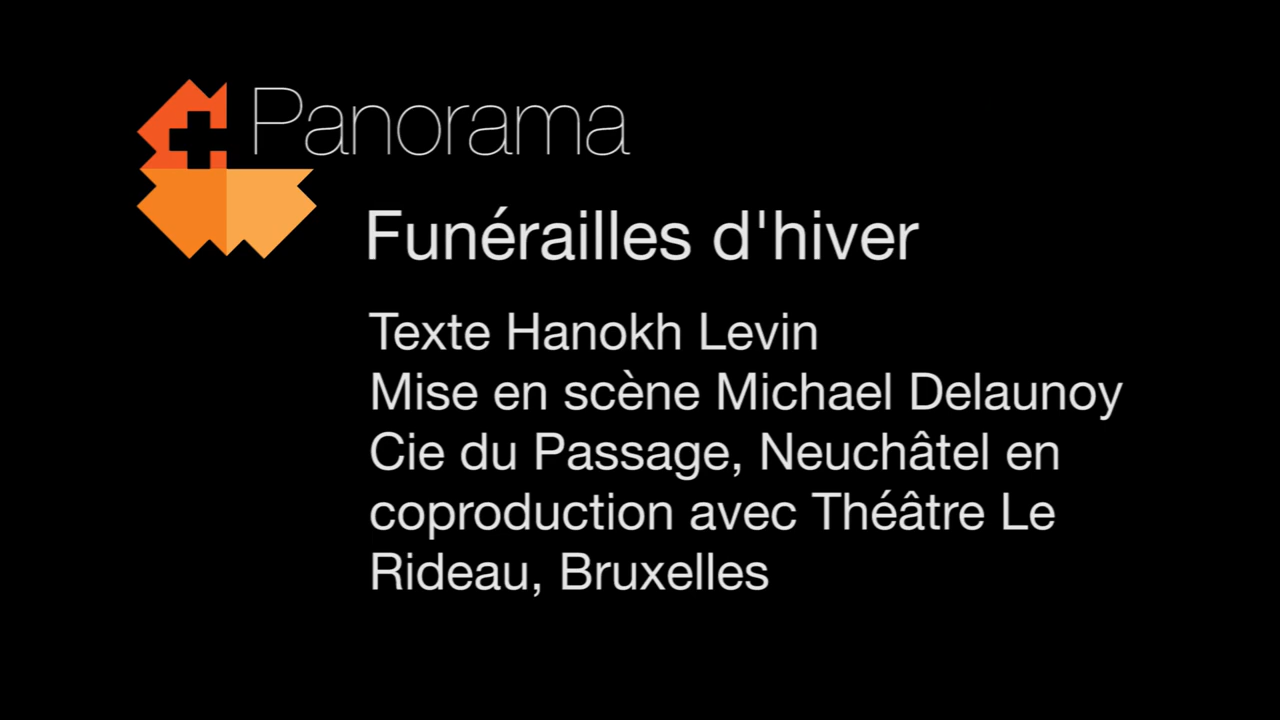 Panorama
Funérailles d'hiver
Texte Hanokh Levin
Mise en scène Michael Delaunoy
Cie du Passage, Neuchâtel en
coproduction avec Théâtre Le
Rideau, Bruxelles